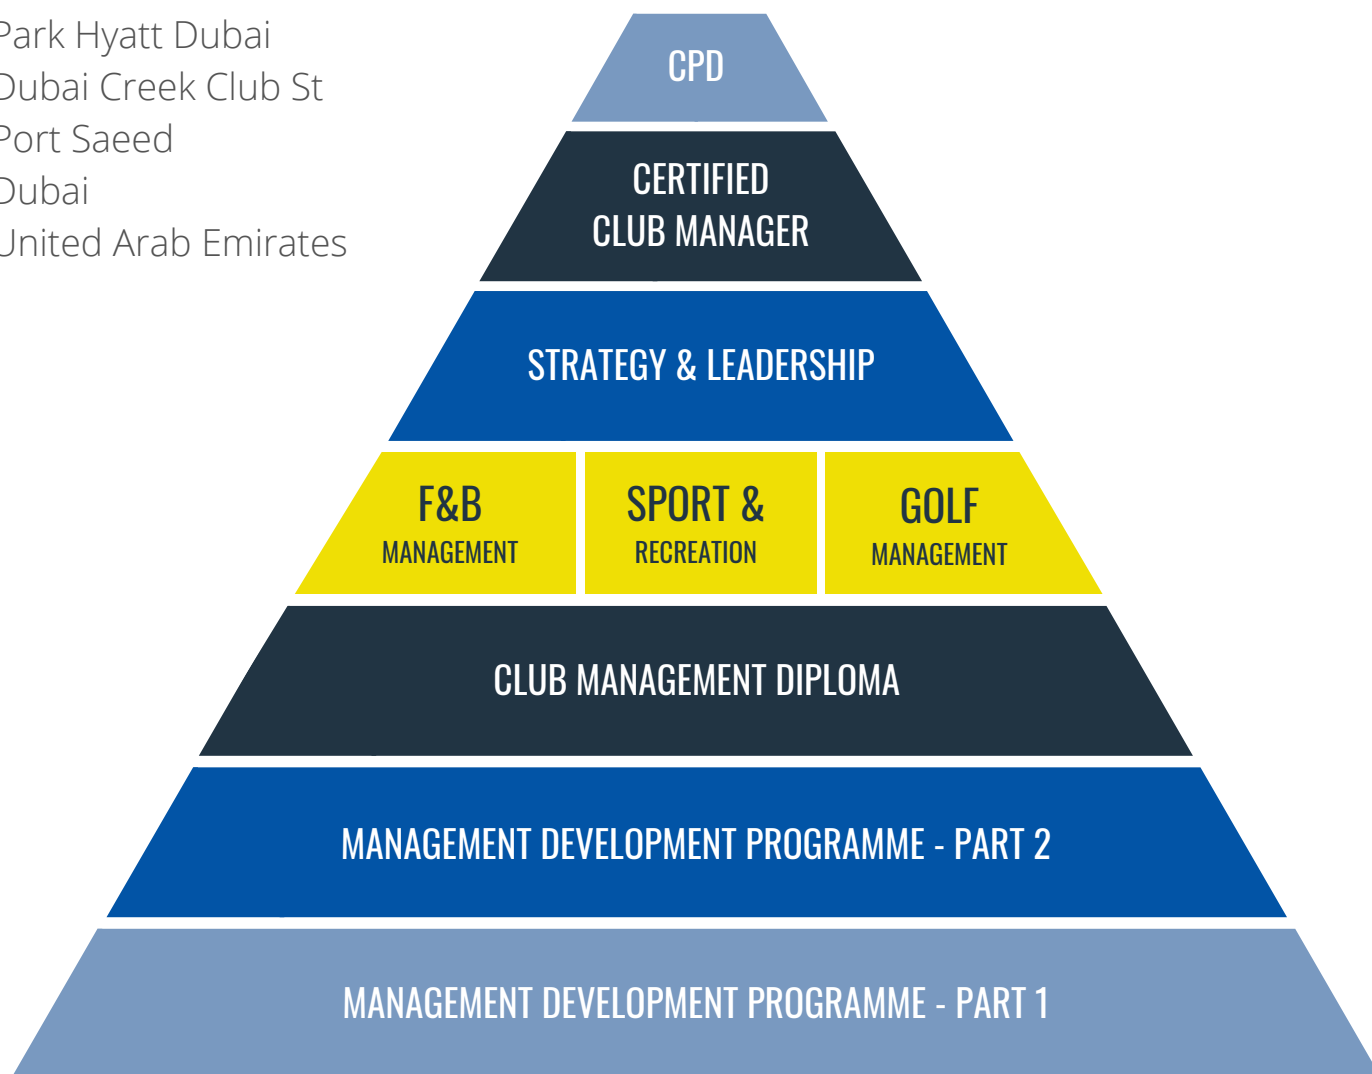 Park Hyatt Dubai
Dubai Creek Club St
Port Saeed
Dubai
United Arab Emirates
CPD
CERTIFIED
CLUB MANAGER
STRATEGY & LEADERSHIP
F&B
MANAGEMENT
SPORT &
RECREATION
GOLF
MANAGEMENT
CLUB MANAGEMENT DIPLOMA
MANAGEMENT DEVELOPMENT PROGRAMME - PART 2
MANAGEMENT DEVELOPMENT PROGRAMME - PART 1